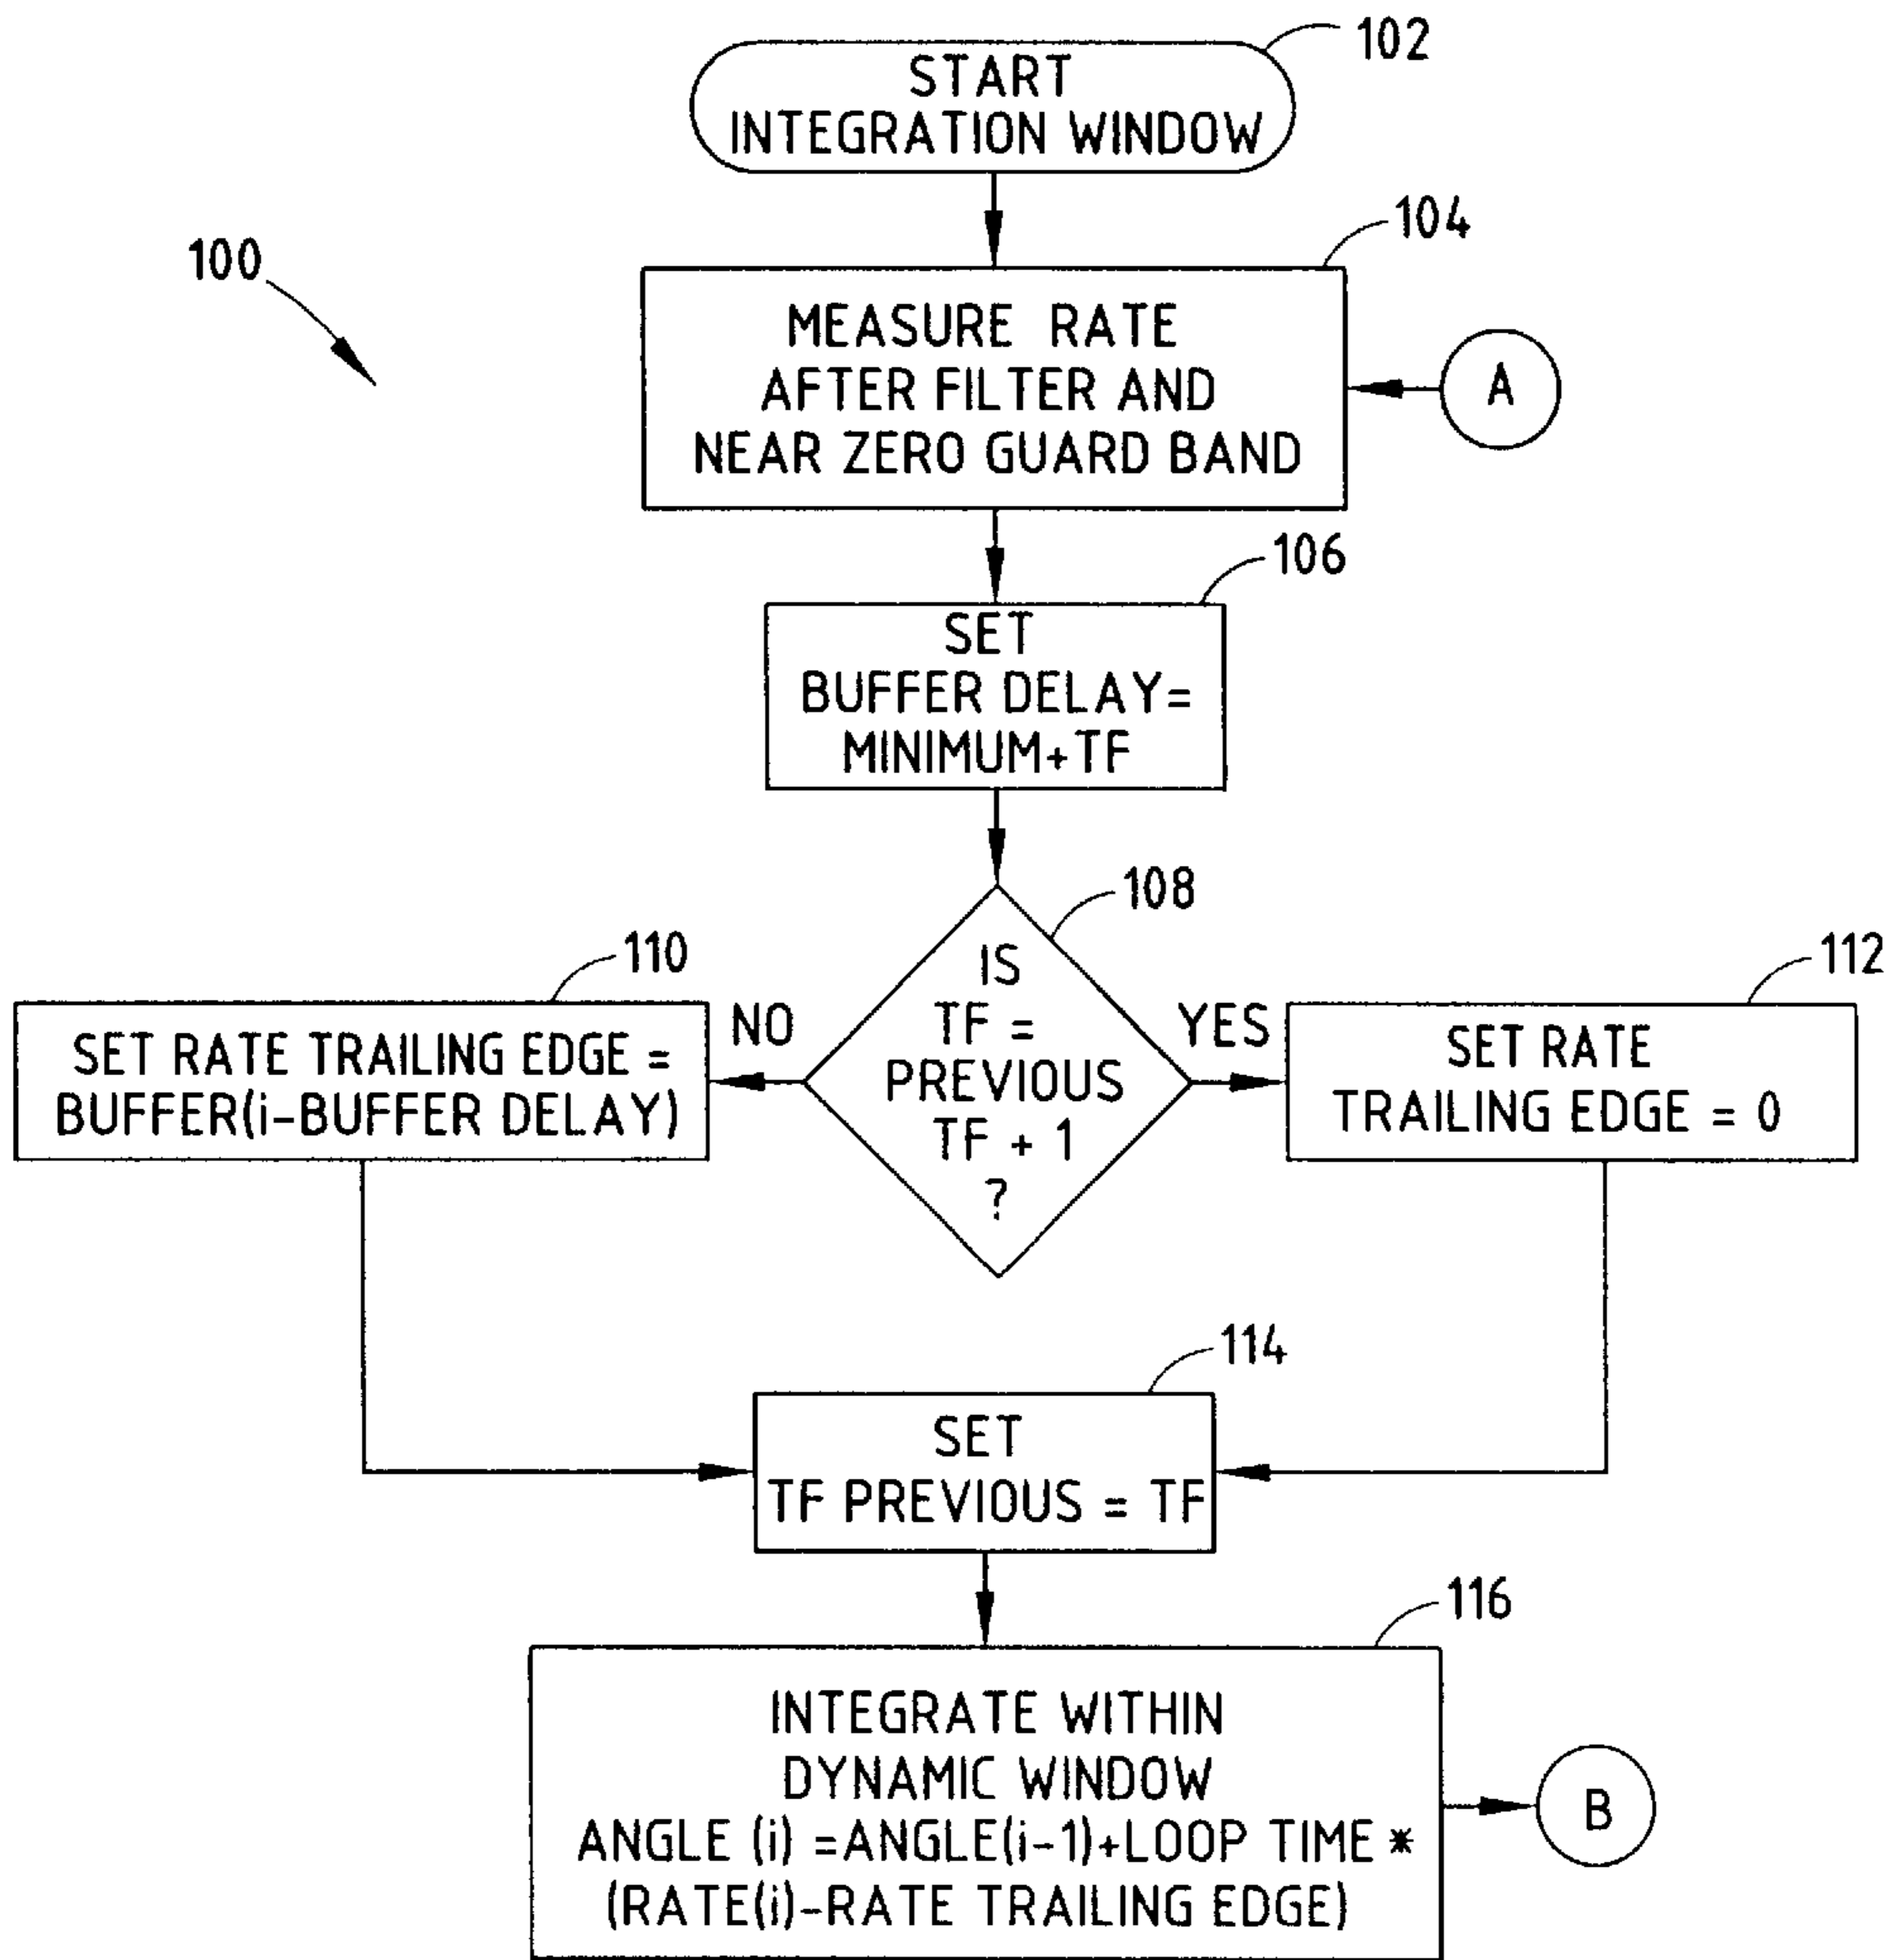 102
START
INTEGRATION WINDOW
104
100
MEASURE RATE
AFTER FILTER AND
NEAR ZERO GUARD BAND
A
106
SET
BUFFER DELAY=
MINIMUM+TF
108
IS
TF =
PREVIOUS
TF + 1
?
110
NO
SET RATE TRAILING EDGE =
BUFFER(i-BUFFER DELAY)
YES
112
SET RATE
TRAILING EDGE = 0
114
SET
TF PREVIOUS = TF
116
INTEGRATE WITHIN
DYNAMIC WINDOW
ANGLE (i) =ANGLE(i-1)+LOOP TIME *
(RATE(i)-RATE TRAILING EDGE)
B